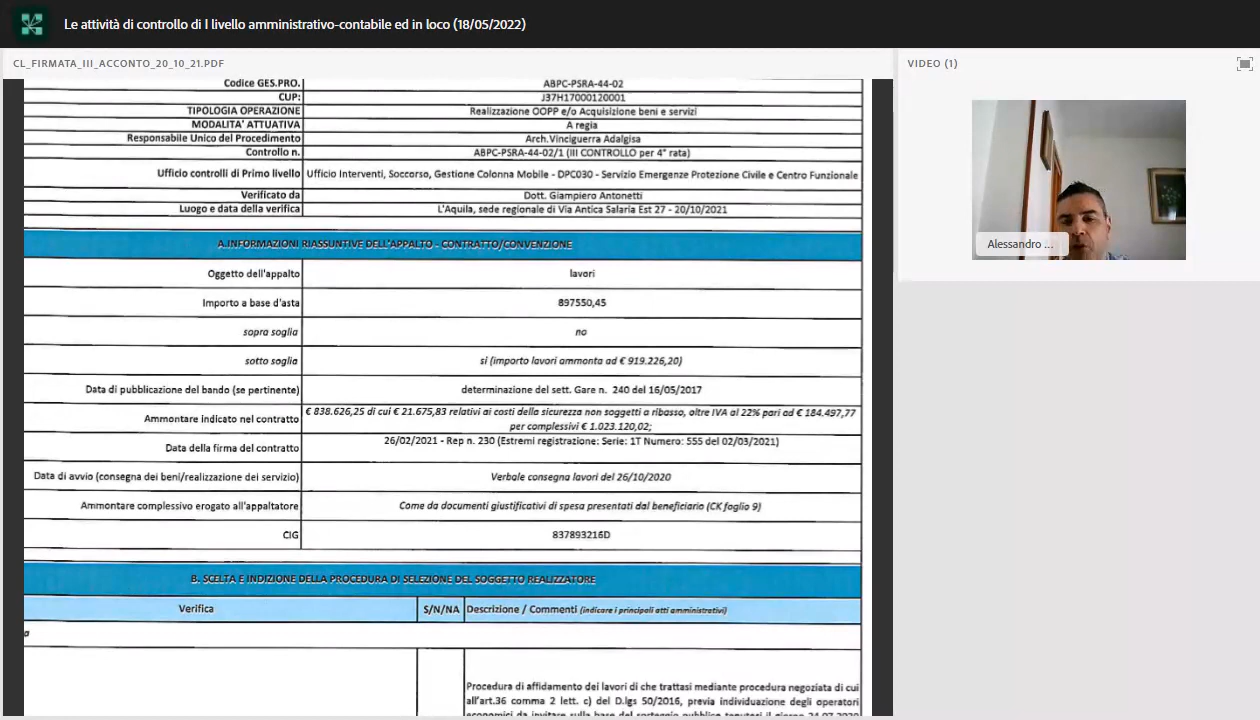 Le attività di controllo di I livello amministrativo-contabile ed in loco (18/05/2022)
CL_FIRMATA_III_ACCONTO_20_10_21.PDF
VIDEO (1)
Codice GES.PRO. ABPC-PSRA-44-02
CUP: J37H17000120001
TIPOLOGIA OPERAZIONE Realizzazione OOPP e/o Acquisizione beni e servizi
MODALITA' ATTUATIVA A regia
Responsabile Unico del Procedimento Arch.Vinciguerra Adalgisa
Controllo n. ABPC-PSRA-44-02/1 (III CONTROLLO per 4° rata)
Ufficio controlli di Primo livello Ufficio Interventi, Soccorso, Gestione Colonna Mobile - DPC030 - Servizio Emergenze Protezione Civile e Centro Funzionale
Verificato da Dott. Giampiero Antonetti
Luogo e data della verifica L'Aquila, sede regionale di Via Antica Salaria Est 27 - 20/10/2021
A.INFORMAZIONI RIASSUNTIVE DELL'APPALTO - CONTRATTO/CONVENZIONE
Oggetto dell'appalto lavori
Importo a base d'asta 897550,45
sopra soglia no
sotto soglia si (importo lavori ammonta ad € 919.226,20)
Data di pubblicazione del bando (se pertinente) determinazione del sett. Gare n. 240 del 16/05/2017
Ammontare indicato nel contratto € 838.626,25 di cui € 21.675,83 relativi ai costi della sicurezza non soggetti a ribasso, oltre IVA al 22% pari ad € 184.497,77
per complessivi € 1.023.120,02;
Data della firma del contratto 26/02/2021 - Rep n. 230 (Estremi registrazione: Serie: 1T Numero: 555 del 02/03/2021)
Data di avvio (consegna dei beni/realizzazione dei servizio) Verbale consegna lavori del 26/10/2020
Ammontare complessivo erogato all'appaltatore Come da documenti giustificativi di spesa presentati dal beneficiario (CK foglio 9)
CIG 837893216D
B. SCELTA E INDIZIONE DELLA PROCEDURA DI SELEZIONE DEL SOGGETTO REALIZZATORE
Verifica S/N/NA Descrizione / Commenti (indicare i principali atti amministrativi)
a
Procedura di affidamento dei lavori di che trattasi mediante procedura negoziata di cui
all'art.36 comma 2 lett. c) del D.lgs 50/2016, previa individuazione degli operatori
economici da invitare sulla base del sorteggio pubblico tenutosi il giorno
Alessandro ...